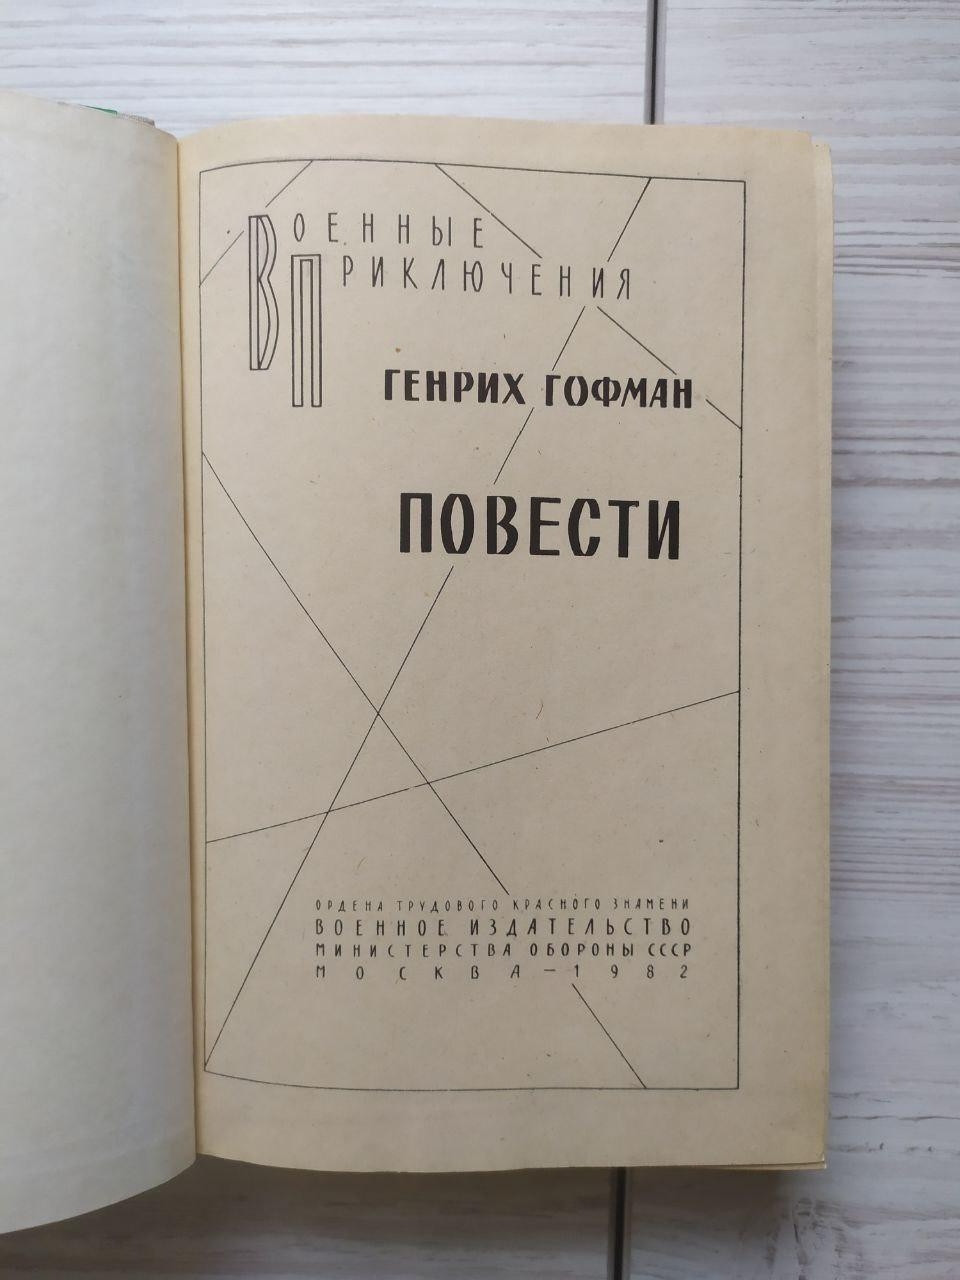 ВОЕННЫЕ
ПРИКЛЮЧЕНИЯ
ГЕНРИХ ГОФМАН
ПОВЕСТИ
ОРДЕНА ТРУДОВОГО КРАСНОГО ЗНАМЕНИ
ВОЕННОЕ ИЗДАТЕЛЬСТВО
МИНИСТЕРСТВА ОБОРОНЫ СССР
МОСКВА — 1982